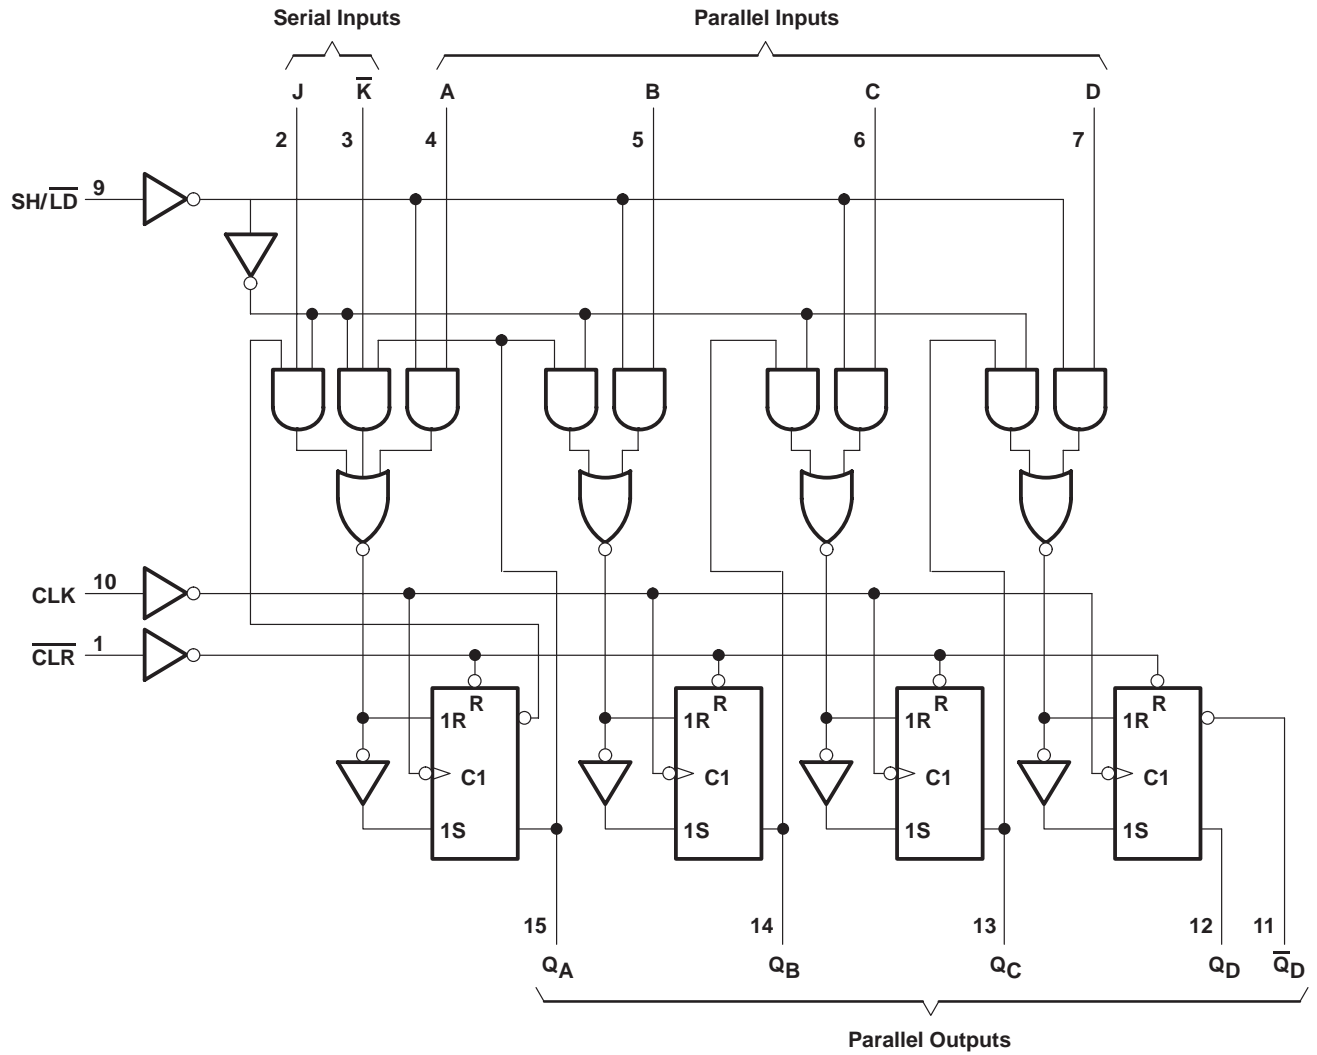 Serial Inputs Parallel Inputs
J K̅ A B C D
2 3 4 5 6 7
SH/L̅D̅ 9
CLK 10
C̅L̅R̅ 1
R R R R
1R 1R 1R 1R
C1 C1 C1 C1
1S 1S 1S 1S
15 14 13 12 11
QA QB QC QD Q̅D
Parallel Outputs